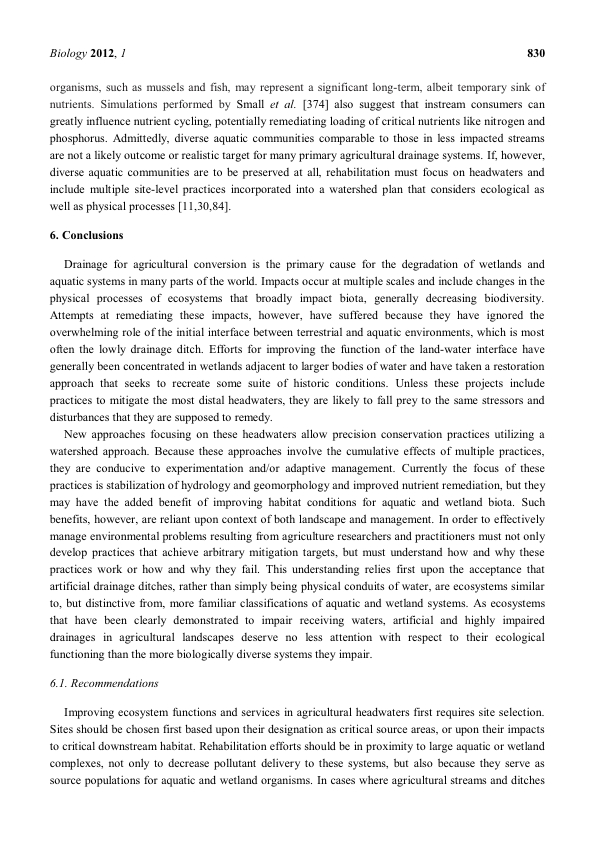 Biology 2012, 1
830
organisms, such as mussels and fish, may represent a significant long-term, albeit temporary sink of
nutrients. Simulations performed by Small et al. [374] also suggest that instream consumers can
greatly influence nutrient cycling, potentially remediating loading of critical nutrients like nitrogen and
phosphorus. Admittedly, diverse aquatic communities comparable to those in less impacted streams
are not a likely outcome or realistic target for many primary agricultural drainage systems. If, however,
diverse aquatic communities are to be preserved at all, rehabilitation must focus on headwaters and
include multiple site-level practices incorporated into a watershed plan that considers ecological as
well as physical processes [11,30,84].
6. Conclusions
Drainage for agricultural conversion is the primary cause for the degradation of wetlands and
aquatic systems in many parts of the world. Impacts occur at multiple scales and include changes in the
physical processes of ecosystems that broadly impact biota, generally decreasing biodiversity.
Attempts at remediating these impacts, however, have suffered because they have ignored the
overwhelming role of the initial interface between terrestrial and aquatic environments, which is most
often the lowly drainage ditch. Efforts for improving the function of the land-water interface have
generally been concentrated in wetlands adjacent to larger bodies of water and have taken a restoration
approach that seeks to recreate some suite of historic conditions. Unless these projects include
practices to mitigate the most distal headwaters, they are likely to fall prey to the same stressors and
disturbances that they are supposed to remedy.
New approaches focusing on these headwaters allow precision conservation practices utilizing a
watershed approach. Because these approaches involve the cumulative effects of multiple practices,
they are conducive to experimentation and/or adaptive management. Currently the focus of these
practices is stabilization of hydrology and geomorphology and improved nutrient remediation, but they
may have the added benefit of improving habitat conditions for aquatic and wetland biota. Such
benefits, however, are reliant upon context of both landscape and management. In order to effectively
manage environmental problems resulting from agriculture researchers and practitioners must not only
develop practices that achieve arbitrary mitigation targets, but must understand how and why these
practices work or how and why they fail. This understanding relies first upon the acceptance that
artificial drainage ditches, rather than simply being physical conduits of water, are ecosystems similar
to, but distinctive from, more familiar classifications of aquatic and wetland systems. As ecosystems
that have been clearly demonstrated to impair receiving waters, artificial and highly impaired
drainages in agricultural landscapes deserve no less attention with respect to their ecological
functioning than the more biologically diverse systems they impair.
6.1. Recommendations
Improving ecosystem functions and services in agricultural headwaters first requires site selection.
Sites should be chosen first based upon their designation as critical source areas, or upon their impacts
to critical downstream habitat. Rehabilitation efforts should be in proximity to large aquatic or wetland
complexes, not only to decrease pollutant delivery to these systems, but also because they serve as
source populations for aquatic and wetland organisms. In cases where agricultural streams and ditches